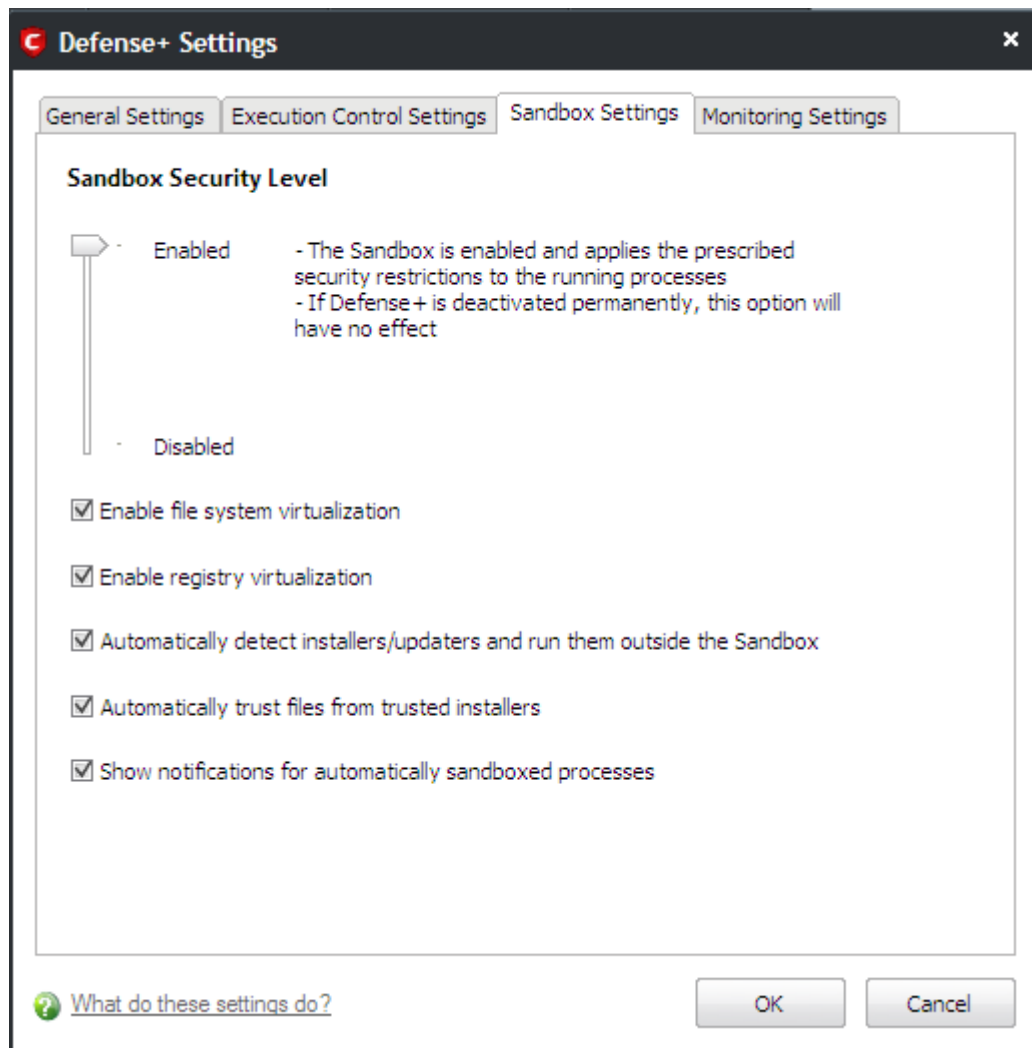 Defense+ Settings
General Settings
Execution Control Settings
Sandbox Settings
Monitoring Settings
Sandbox Security Level
Enabled
- The Sandbox is enabled and applies the prescribed
security restrictions to the running processes
- If Defense+ is deactivated permanently, this option will
have no effect
Disabled
Enable file system virtualization
Enable registry virtualization
Automatically detect installers/updaters and run them outside the Sandbox
Automatically trust files from trusted installers
Show notifications for automatically sandboxed processes
What do these settings do?
OK
Cancel